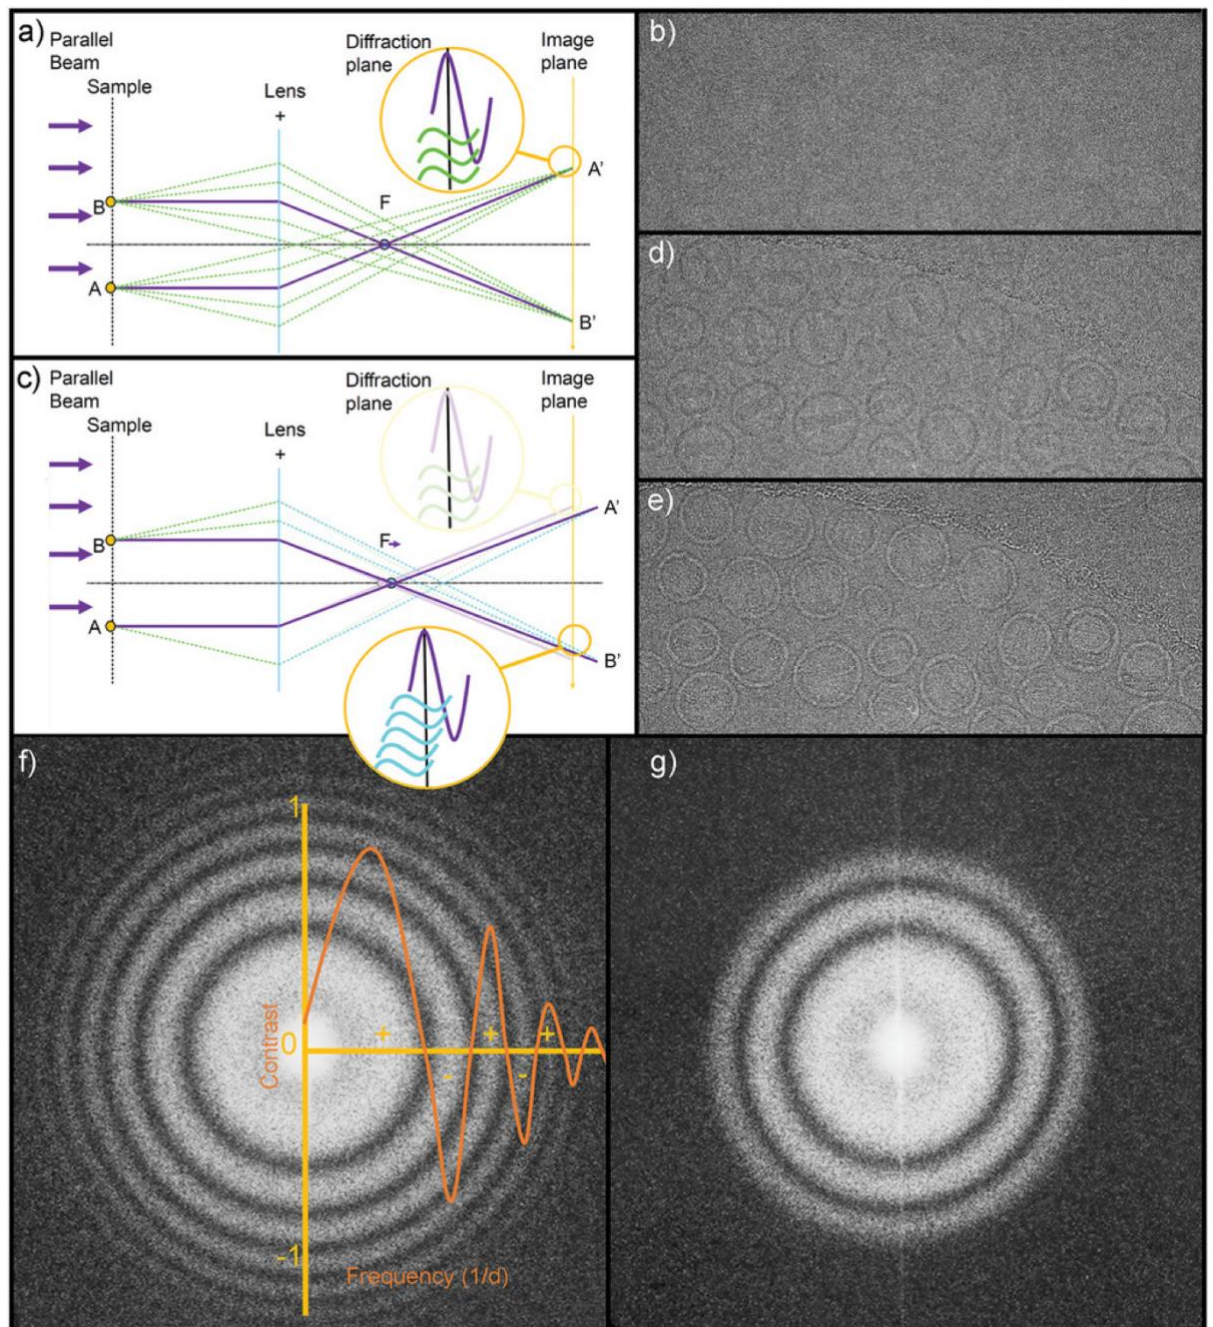 a)
Parallel
Beam
Sample
Lens
+
Diffraction
plane
Image
plane
B
A
F
A'
B'
b)
c)
Parallel
Beam
Sample
Lens
+
Diffraction
plane
Image
plane
B
A
F
A'
B'
d)
e)
f)
1
0
-1
Contrast
+
-
+
-
+
Frequency (1/d)
g)